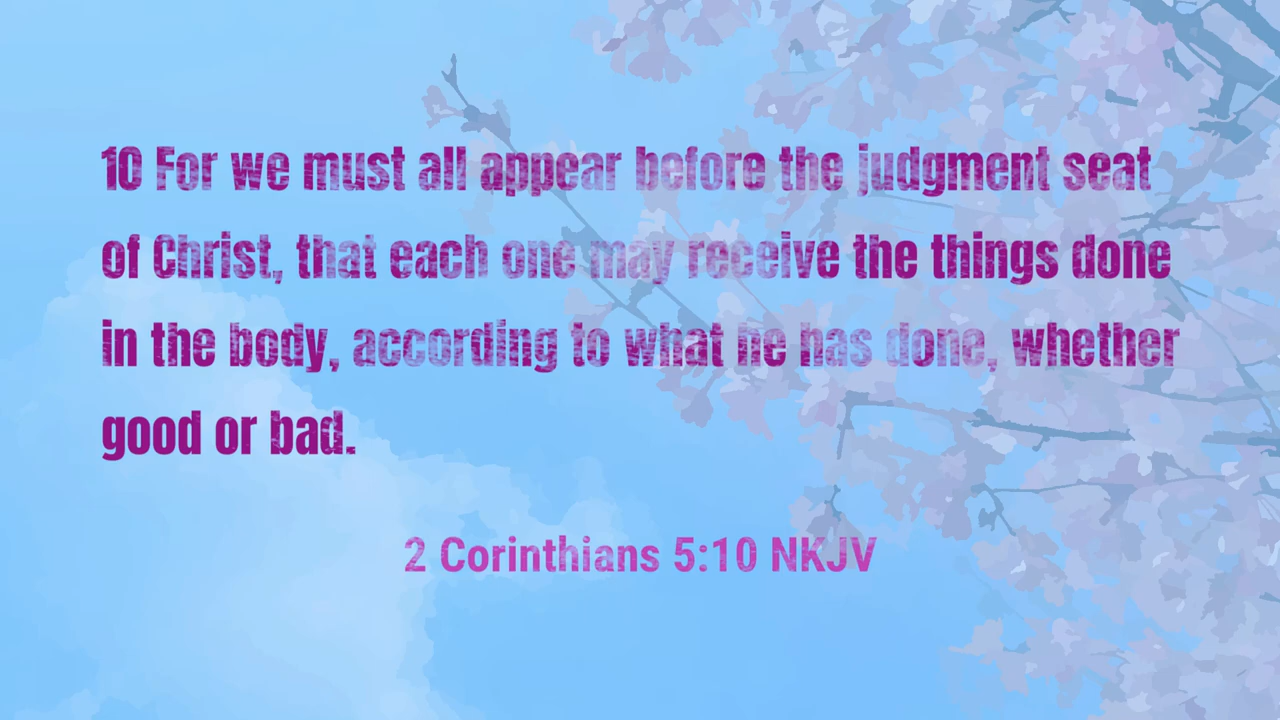 10 For we must all appear before the judgment seat
of Christ, that each one may receive the things done
in the body, according to what he has done, whether
good or bad.
2 Corinthians 5:10 NKJV